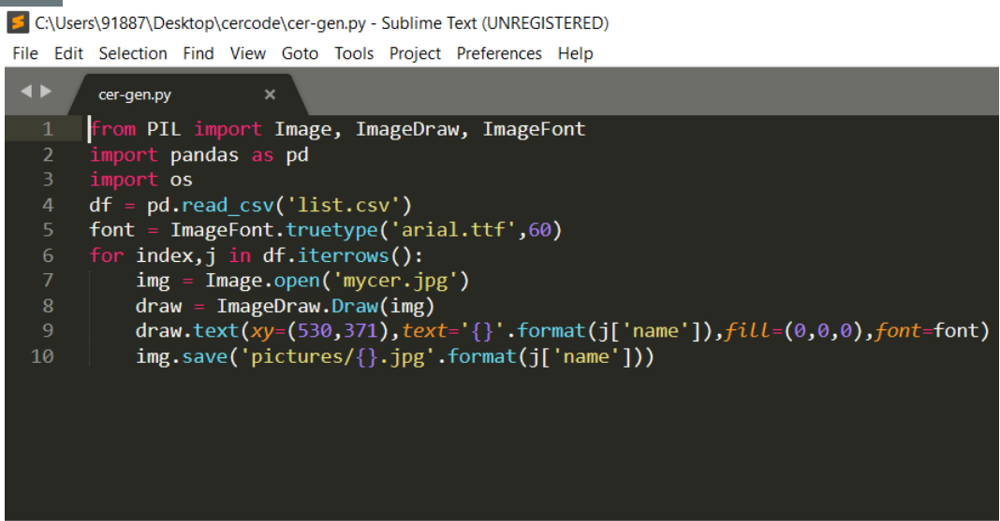 C:\Users\91887\Desktop\cercode\cer-gen.py - Sublime Text (UNREGISTERED)
File Edit Selection Find View Goto Tools Project Preferences Help
cer-gen.py ×
1 from PIL import Image, ImageDraw, ImageFont
2 import pandas as pd
3 import os
4 df = pd.read_csv('list.csv')
5 font = ImageFont.truetype('arial.ttf',60)
6 for index,j in df.iterrows():
7     img = Image.open('mycer.jpg')
8     draw = ImageDraw.Draw(img)
9     draw.text(xy=(530,371),text='{}'.format(j['name']),fill=(0,0,0),font=font)
10     img.save('pictures/{}.jpg'.format(j['name']))